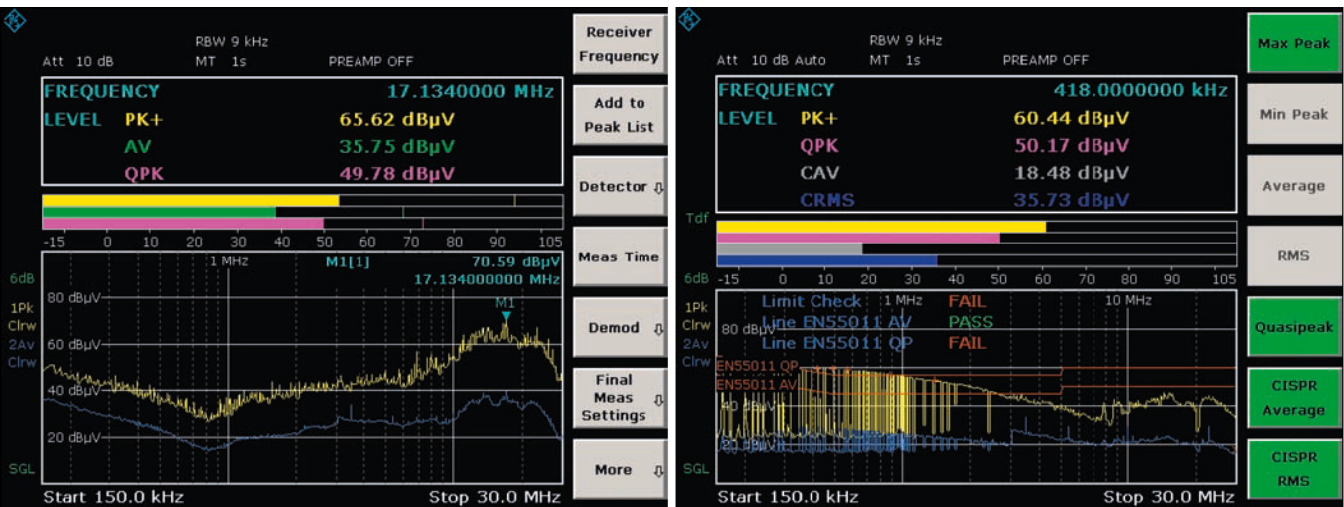 RBW 9 kHz
Att 10 dB MT 1s PREAMP OFF
FREQUENCY 17.1340000 MHz
LEVEL PK+ 65.62 dBµV
AV 35.75 dBµV
QPK 49.78 dBµV
-15 0 10 20 30 40 50 60 70 80 90 105
1 MHz M1[1] 70.59 dBµV
17.134000000 MHz
6dB
M1
80 dBµV
1Pk
Clrw
60 dBµV
2Av
Clrw
40 dBµV
20 dBµV
SGL
Start 150.0 kHz Stop 30.0 MHz
Receiver
Frequency
Add to
Peak List
Detector
Meas Time
Demod
Final
Meas
Settings
More
RBW 9 kHz
Att 10 dB Auto MT 1s PREAMP OFF
FREQUENCY 418.0000000 kHz
LEVEL PK+ 60.44 dBµV
QPK 50.17 dBµV
CAV 18.48 dBµV
CRMS 35.73 dBµV
Tdf
-15 0 10 20 30 40 50 60 70 80 90 105
6dB
Limit Check 1 MHz FAIL 10 MHz
1Pk
Clrw
Line EN55011 AV PASS
80 dBµV
2Av
Line EN55011 QP FAIL
Clrw
EN55011 QP
EN55011 AV
40 dBµV
20 dBµV
SGL
Start 150.0 kHz Stop 30.0 MHz
Max Peak
Min Peak
Average
RMS
Quasipeak
CISPR
Average
CISPR
RMS